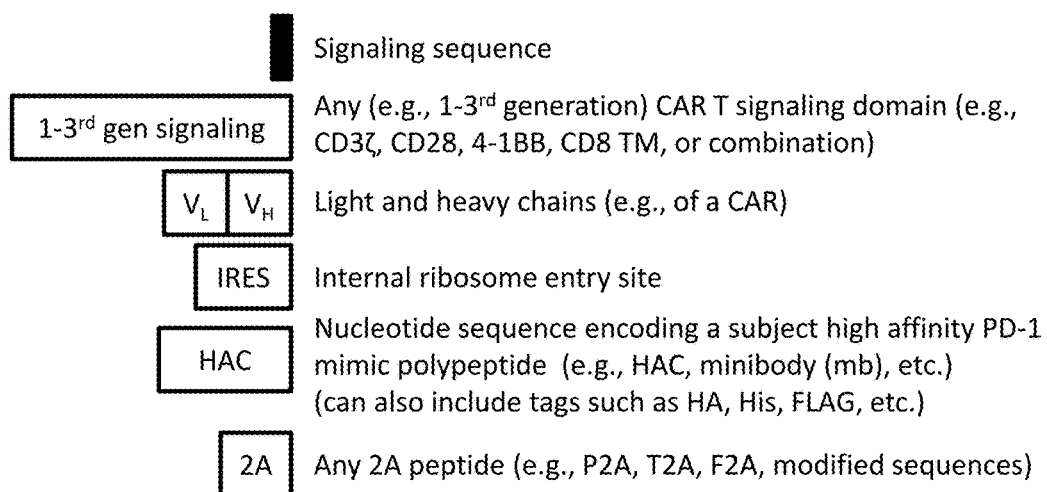 Signaling sequence
1-3rd gen signaling
Any (e.g., 1-3rd generation) CAR T signaling domain (e.g.,
CD3ζ, CD28, 4-1BB, CD8 TM, or combination)
VL VH
Light and heavy chains (e.g., of a CAR)
IRES
Internal ribosome entry site
HAC
Nucleotide sequence encoding a subject high affinity PD-1
mimic polypeptide (e.g., HAC, minibody (mb), etc.)
(can also include tags such as HA, His, FLAG, etc.)
2A
Any 2A peptide (e.g., P2A, T2A, F2A, modified sequences)